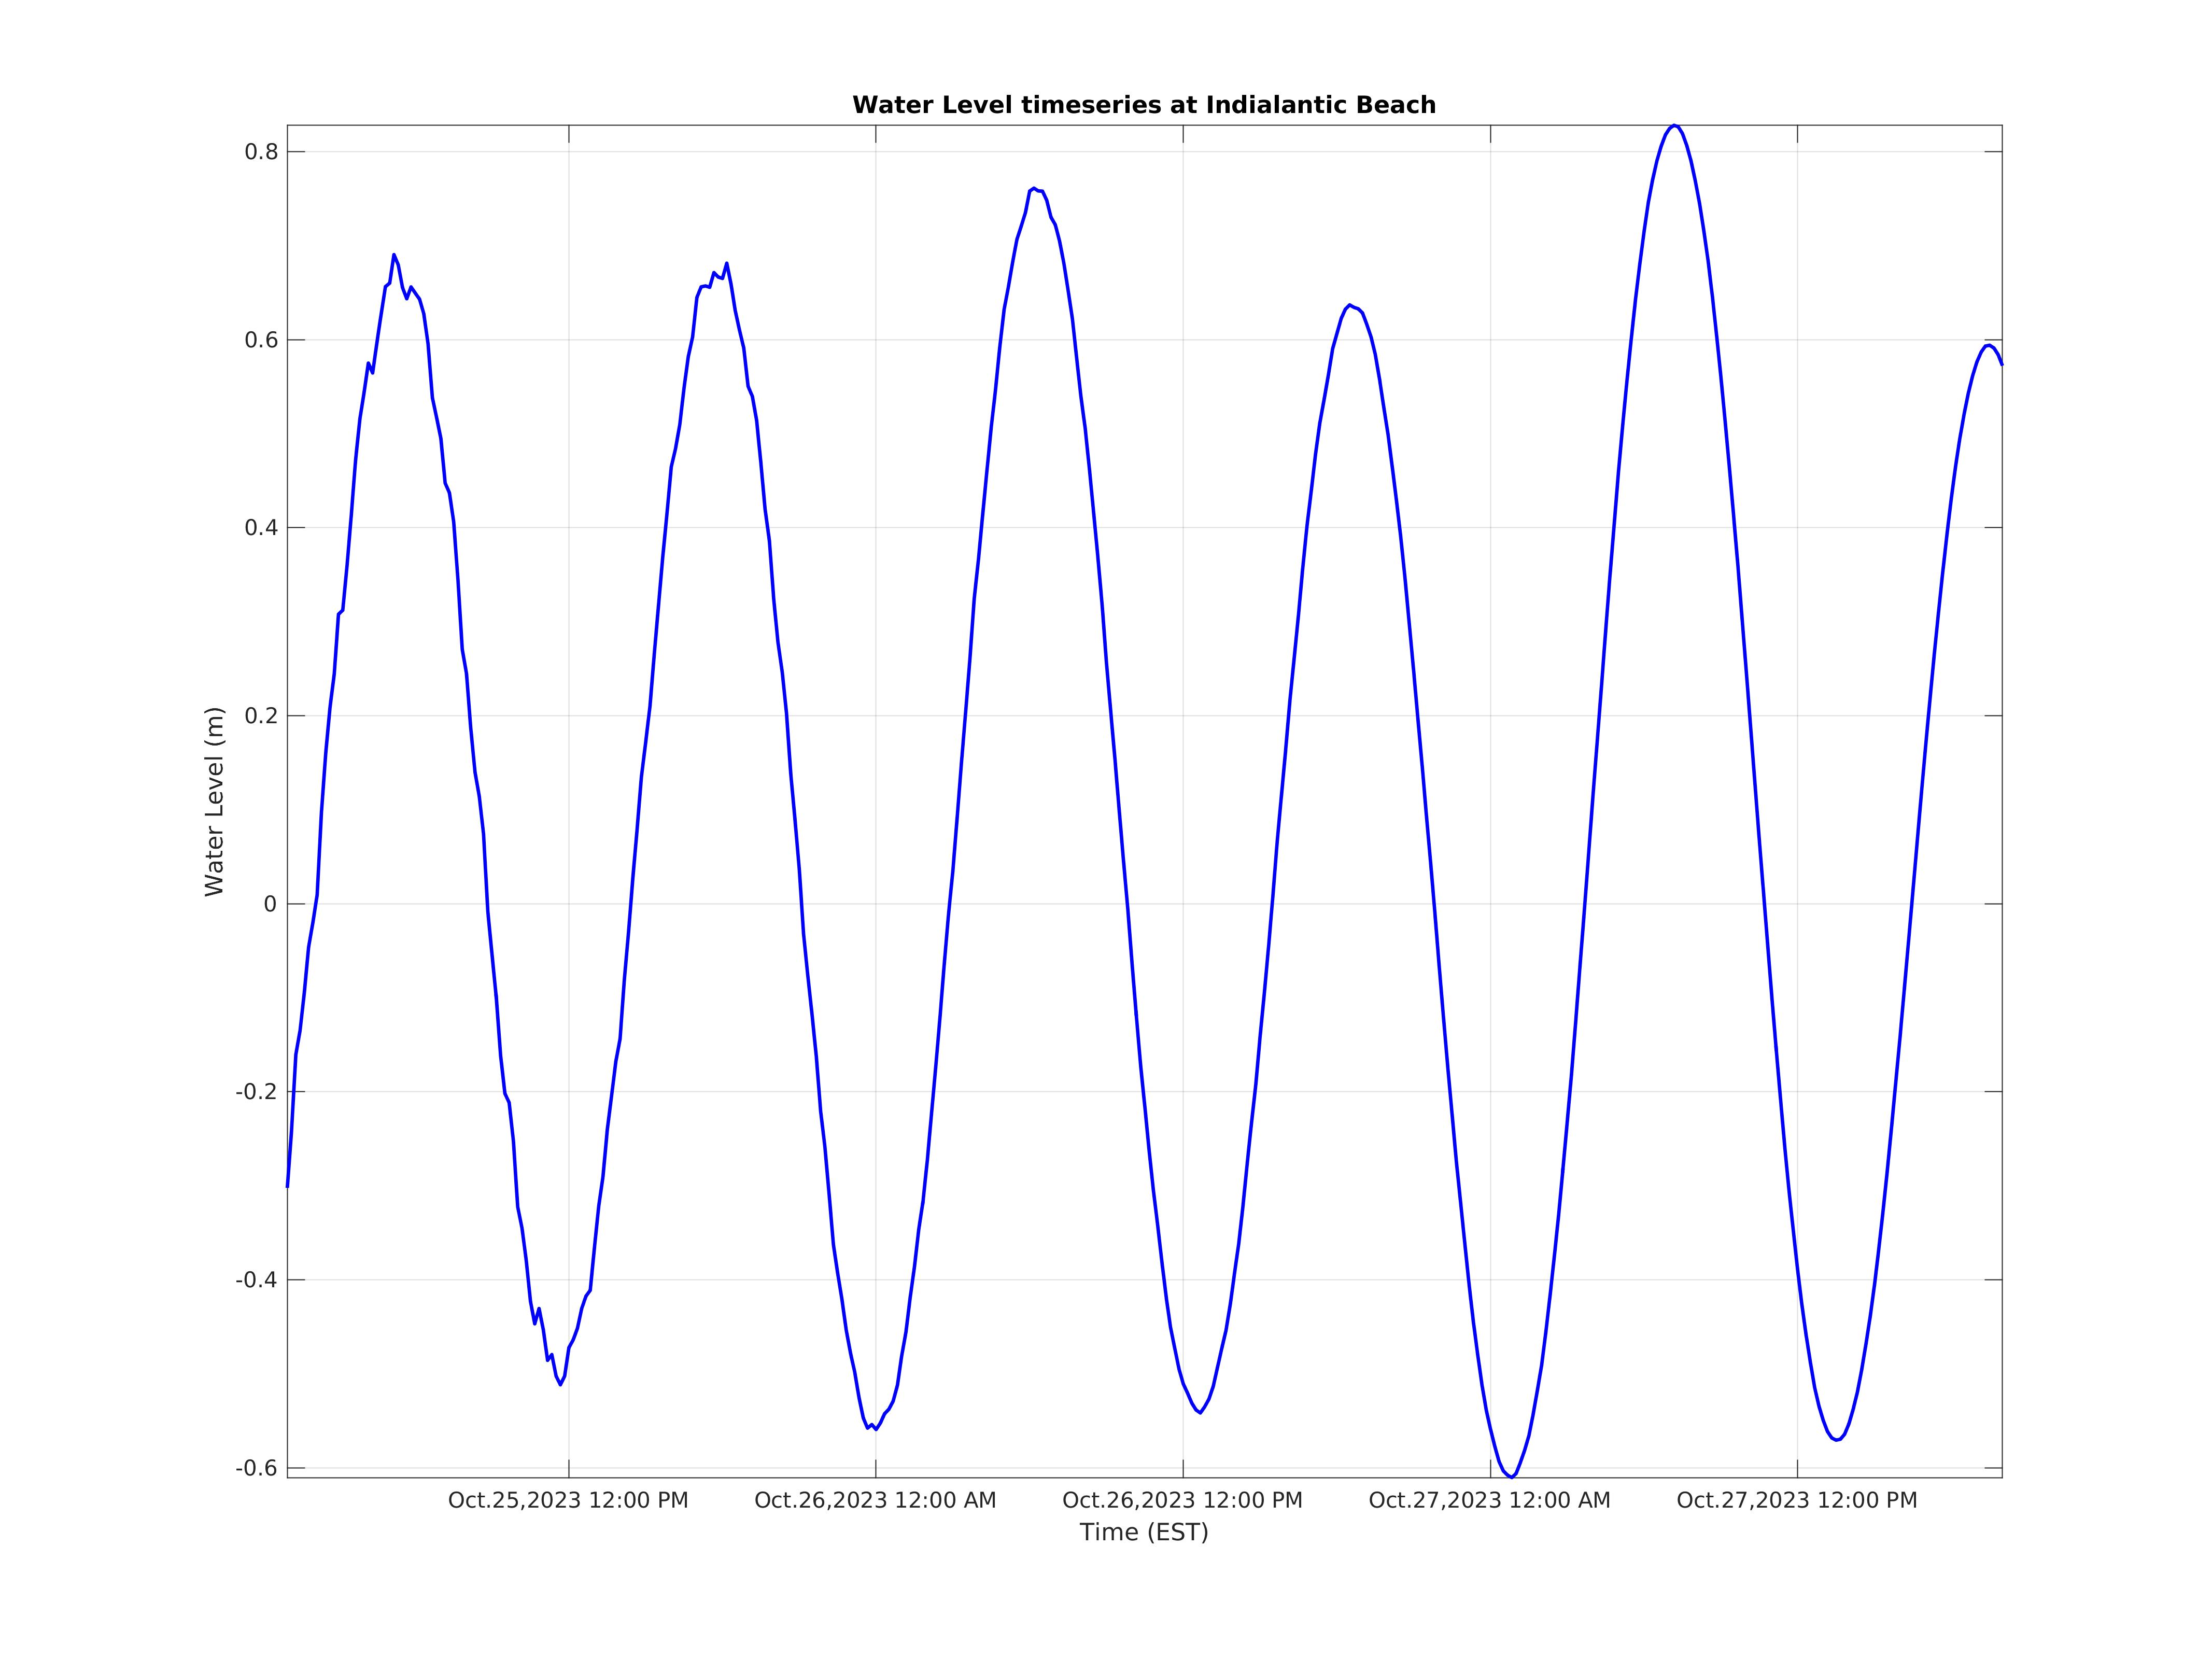 Water Level timeseries at Indialantic Beach
0.8
0.6
0.4
0.2
0
-0.2
-0.4
-0.6
Water Level (m)
Oct.25,2023 12:00 PM
Oct.26,2023 12:00 AM
Oct.26,2023 12:00 PM
Oct.27,2023 12:00 AM
Oct.27,2023 12:00 PM
Time (EST)